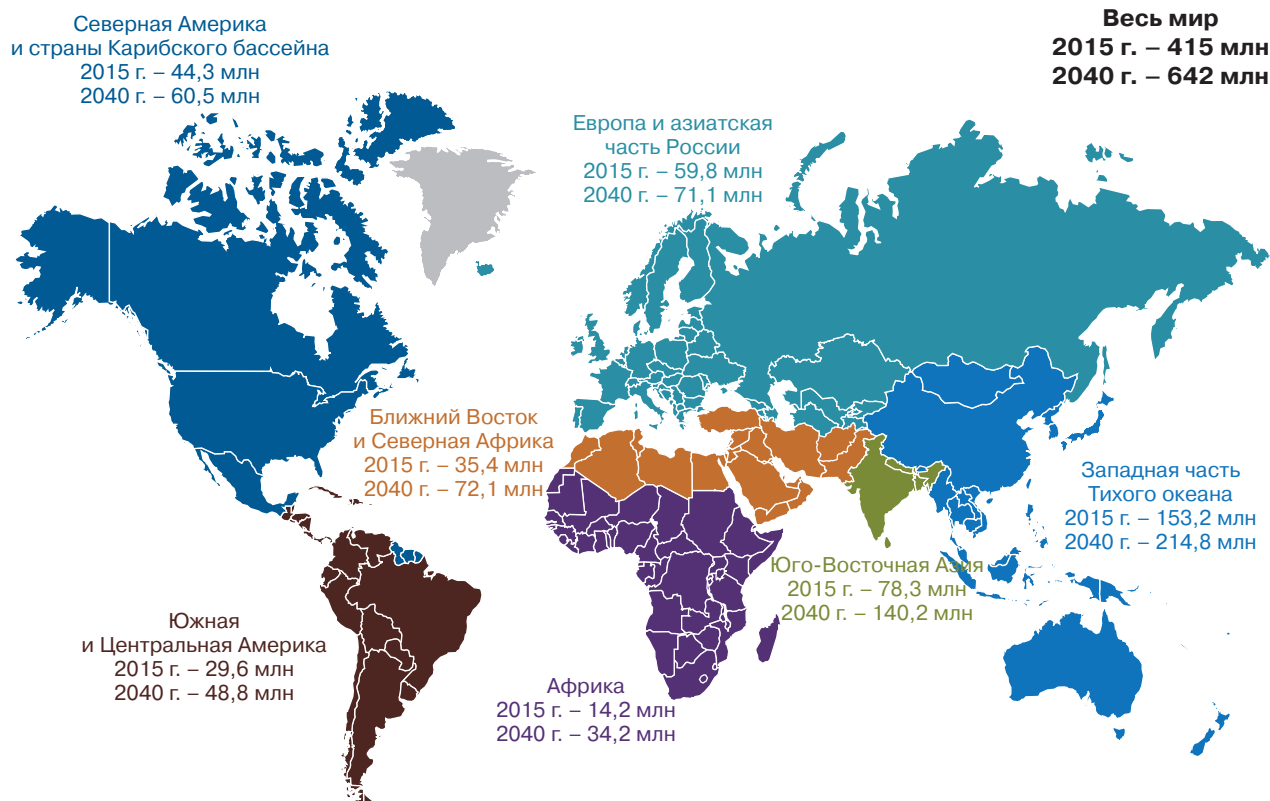 Северная Америка
и страны Карибского бассейна
2015 г. – 44,3 млн
2040 г. – 60,5 млн
Весь мир
2015 г. – 415 млн
2040 г. – 642 млн
Европа и азиатская
часть России
2015 г. – 59,8 млн
2040 г. – 71,1 млн
Ближний Восток
и Северная Африка
2015 г. – 35,4 млн
2040 г. – 72,1 млн
Западная часть
Тихого океана
2015 г. – 153,2 млн
2040 г. – 214,8 млн
Юго-Восточная Азия
2015 г. – 78,3 млн
2040 г. – 140,2 млн
Южная
и Центральная Америка
2015 г. – 29,6 млн
2040 г. – 48,8 млн
Африка
2015 г. – 14,2 млн
2040 г. – 34,2 млн